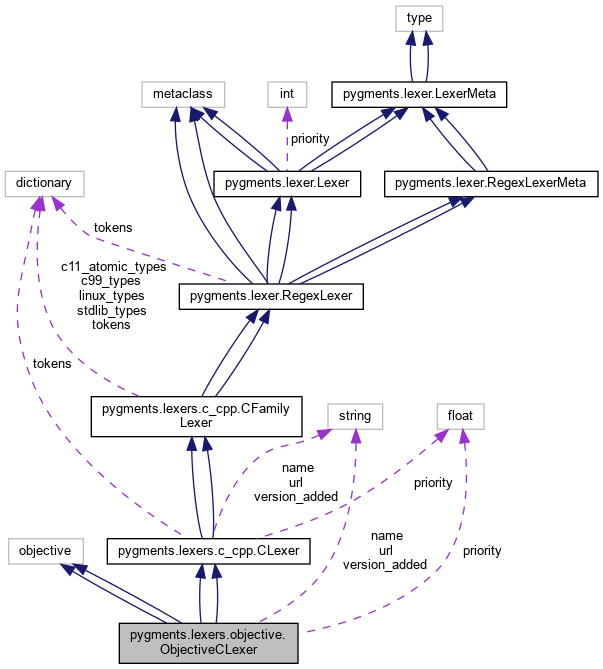 type
metaclass
int
pygments.lexer.LexerMeta
priority
dictionary
pygments.lexer.Lexer
pygments.lexer.RegexLexerMeta
tokens
c11_atomic_types
c99_types
linux_types
stdlib_types
tokens
pygments.lexer.RegexLexer
tokens
pygments.lexers.c_cpp.CFamily
Lexer
string
float
name
url
version_added
priority
objective
pygments.lexers.c_cpp.CLexer
name
url
version_added
priority
pygments.lexers.objective.
ObjectiveCLexer